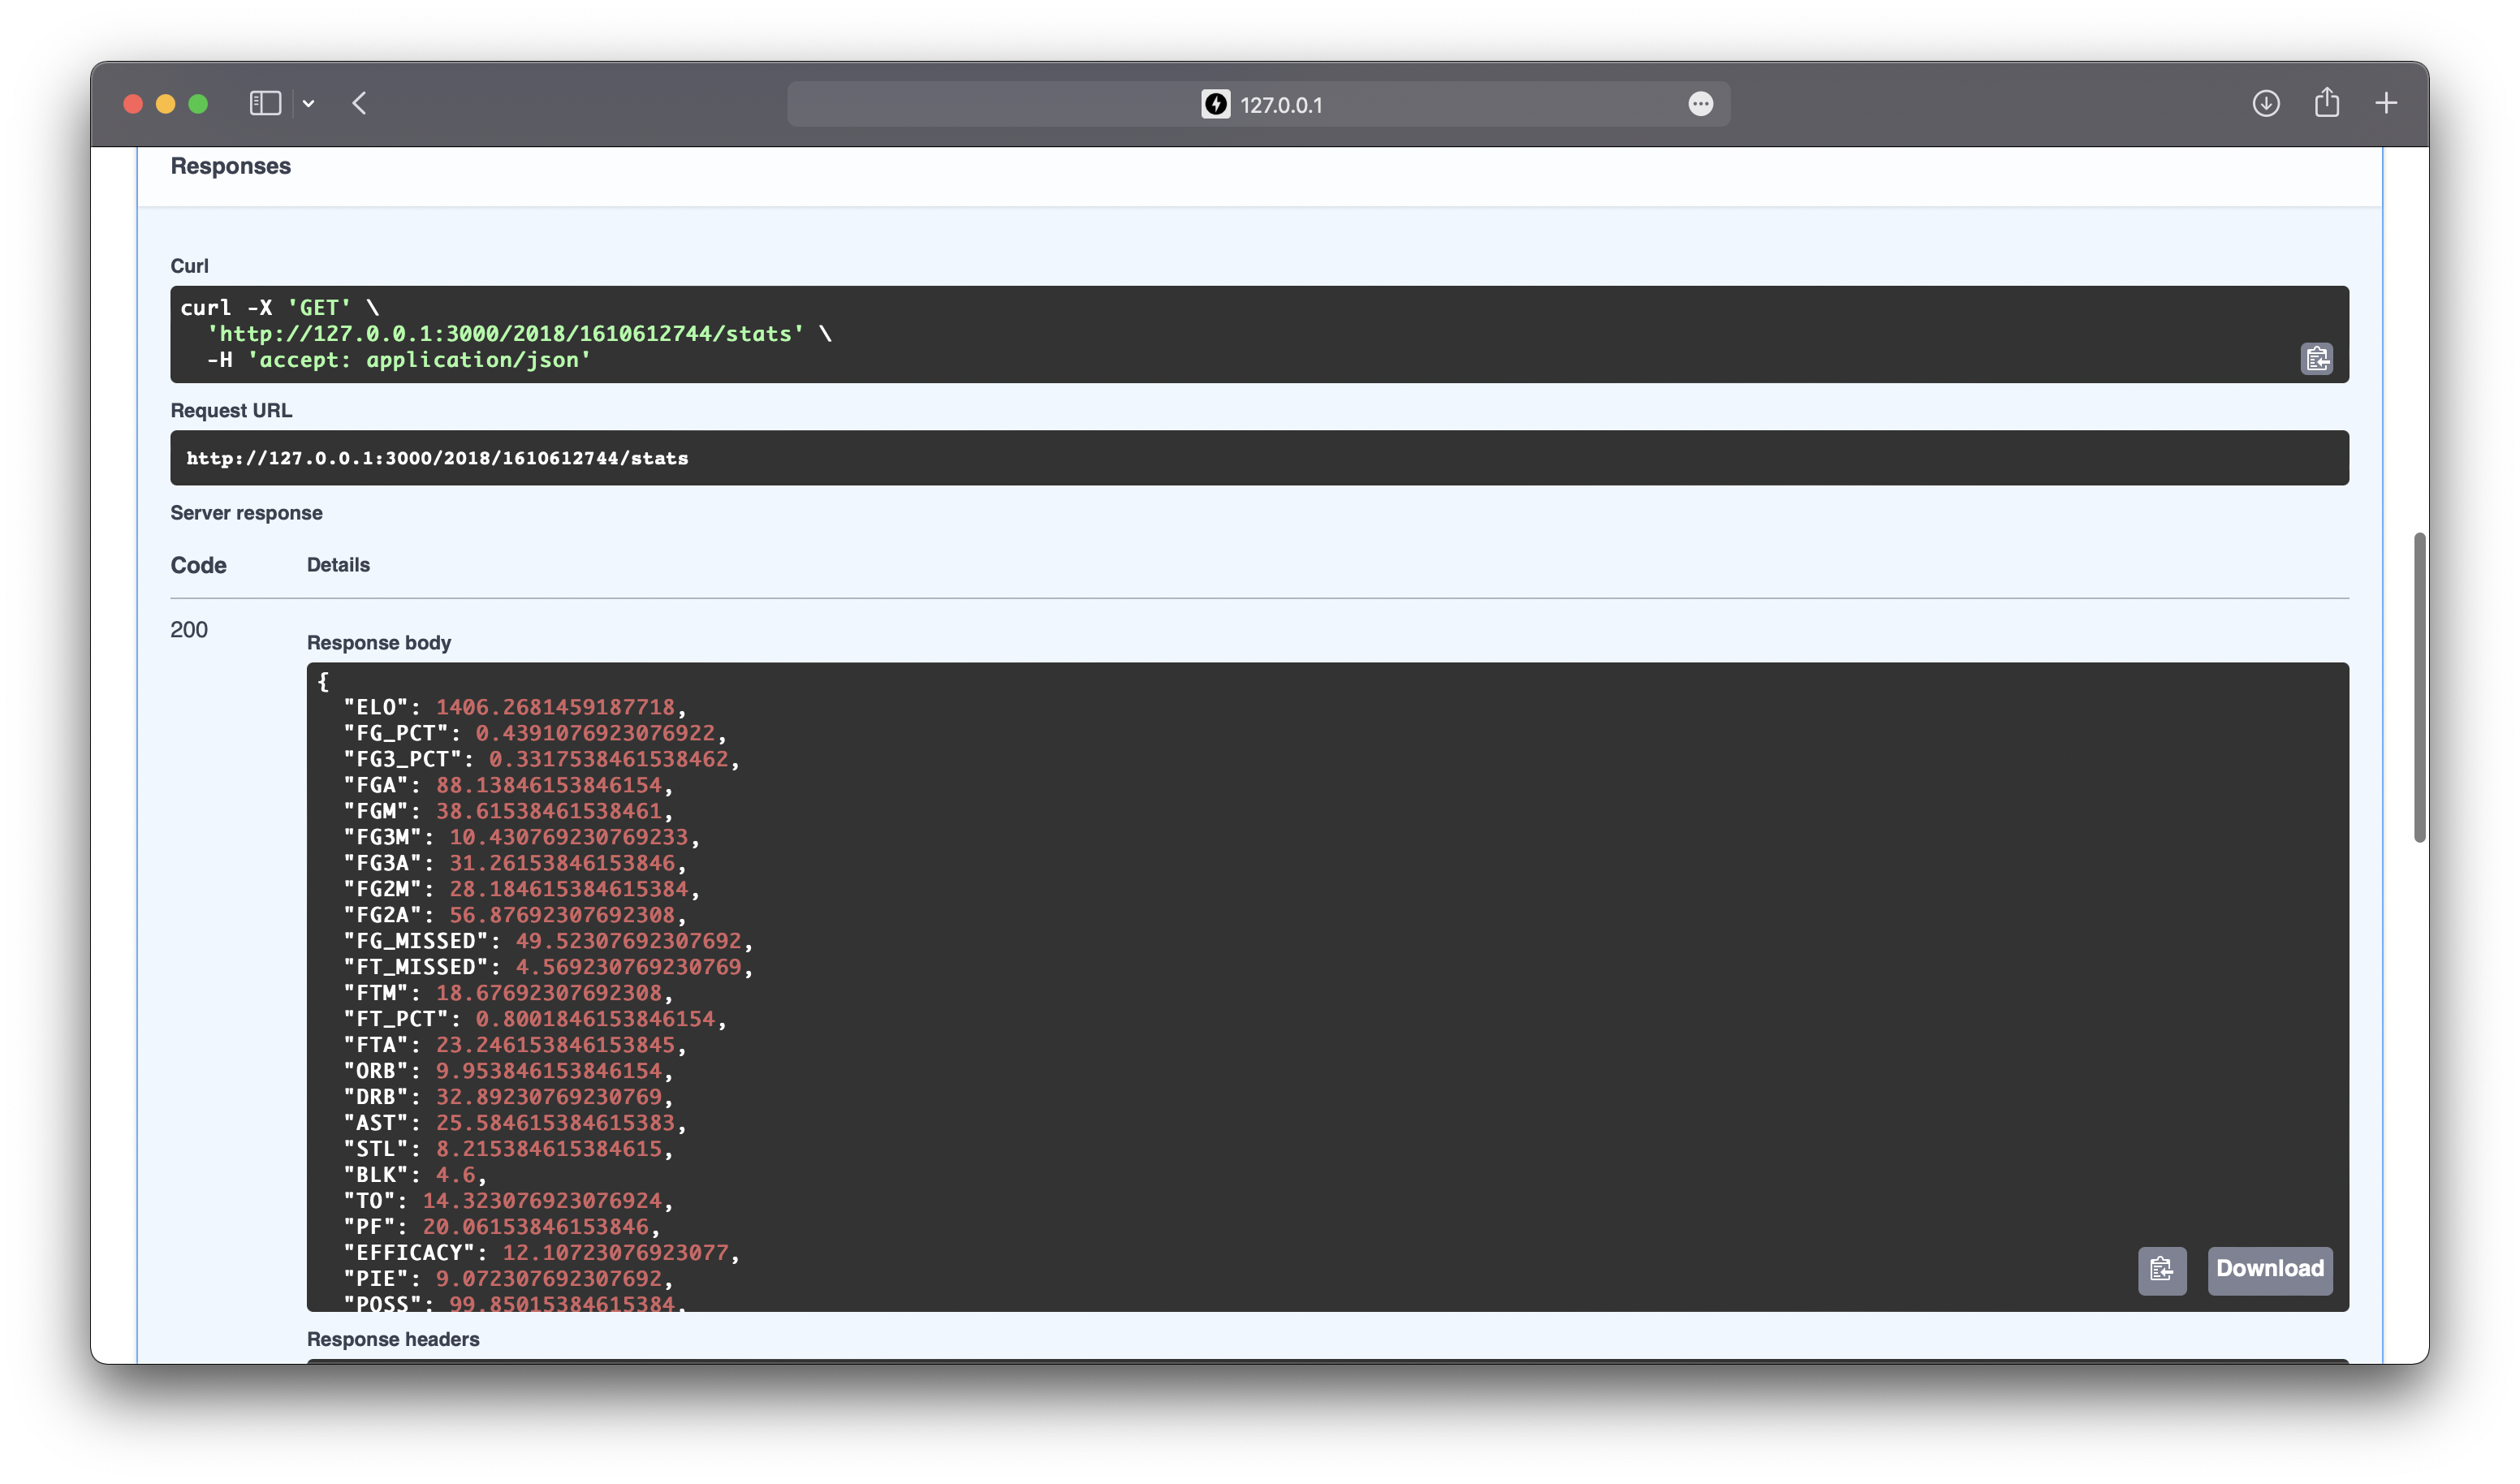 127.0.0.1
Responses
Curl
curl -X 'GET' \
'http://127.0.0.1:3000/2018/1610612744/stats' \
-H 'accept: application/json'
Request URL
http://127.0.0.1:3000/2018/1610612744/stats
Server response
Code Details
200
Response body
{
"ELO": 1406.2681459187718,
"FG_PCT": 0.4391076923076922,
"FG3_PCT": 0.3317538461538462,
"FGA": 88.13846153846154,
"FGM": 38.61538461538461,
"FG3M": 10.430769230769233,
"FG3A": 31.26153846153846,
"FG2M": 28.184615384615384,
"FG2A": 56.87692307692308,
"FG_MISSED": 49.52307692307692,
"FT_MISSED": 4.569230769230769,
"FTM": 18.67692307692308,
"FT_PCT": 0.8001846153846154,
"FTA": 23.246153846153845,
"ORB": 9.953846153846154,
"DRB": 32.89230769230769,
"AST": 25.584615384615383,
"STL": 8.215384615384615,
"BLK": 4.6,
"TO": 14.323076923076924,
"PF": 20.06153846153846,
"EFFICACY": 12.10723076923077,
"PIE": 9.072307692307692,
"POSS": 99.85015384615384,
Download
Response headers